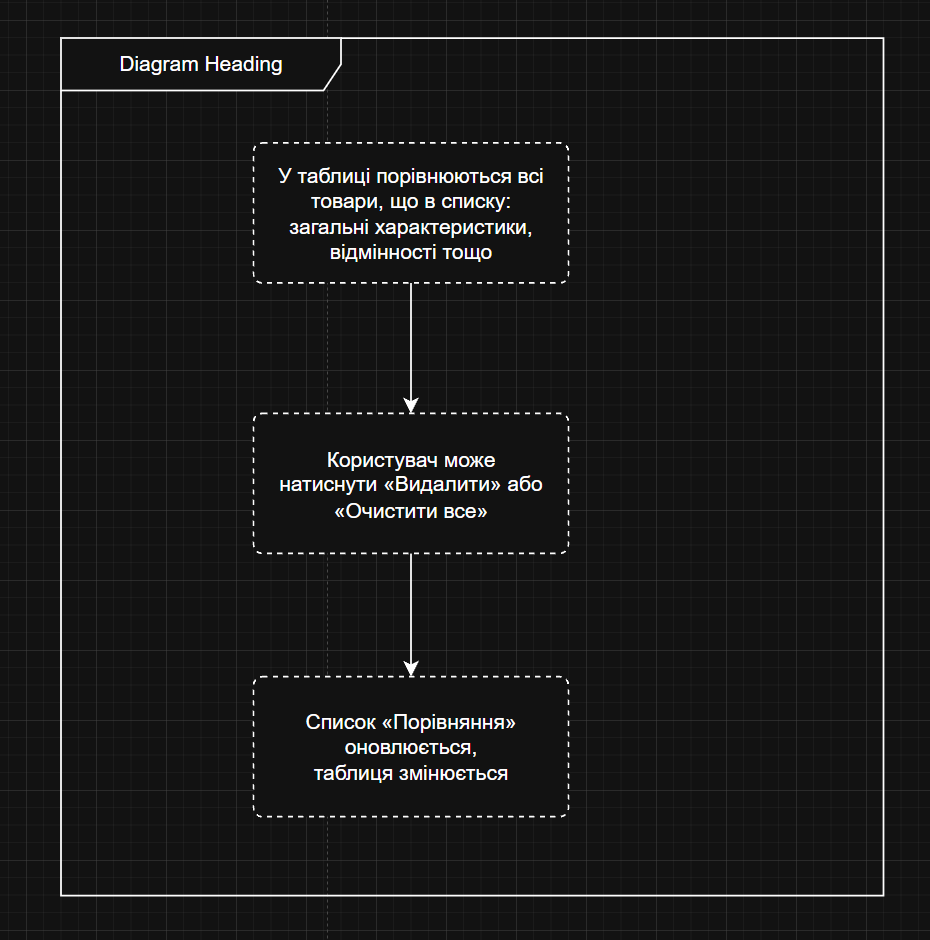 Diagram Heading
У таблиці порівнюються всі
товари, що в списку:
загальні характеристики,
відмінності тощо
Користувач може
натиснути «Видалити» або
«Очистити все»
Список «Порівняння»
оновлюється,
таблиця змінюється